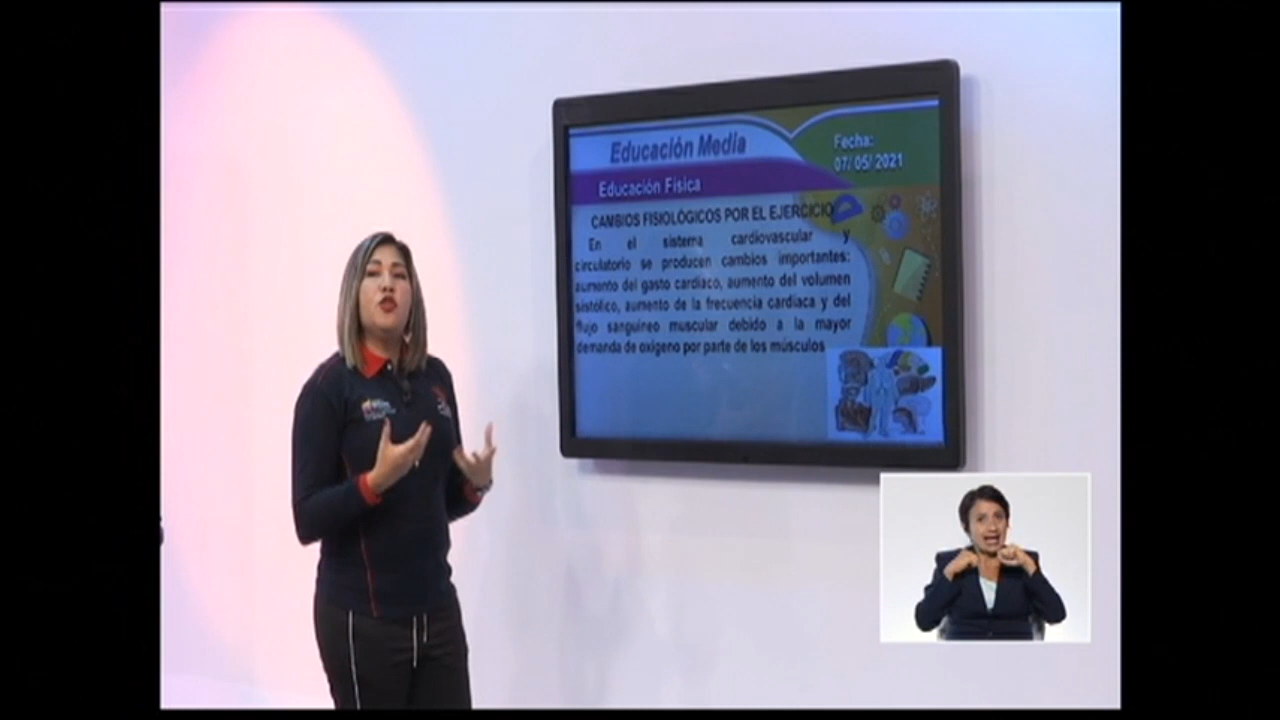 Educación Media
Fecha:
07/ 05/ 2021
Educación Física
CAMBIOS FISIOLÓGICOS POR EL EJERCICIO
En el sistema cardiovascular y
circulatorio se producen cambios importantes:
aumento del gasto cardíaco, aumento del volumen
sistólico, aumento de la frecuencia cardíaca y del
flujo sanguíneo muscular debido a la mayor
demanda de oxígeno por parte de los músculos